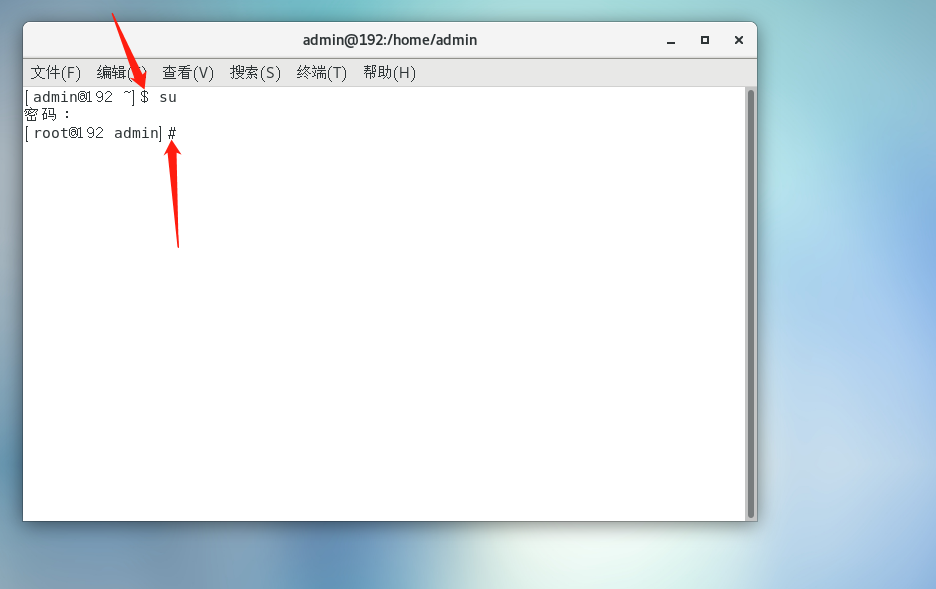 admin@192:/home/admin
文件(F) 编辑(E) 查看(V) 搜索(S) 终端(T) 帮助(H)
[admin@192 ~]$ su
密码：
[root@192 admin]#